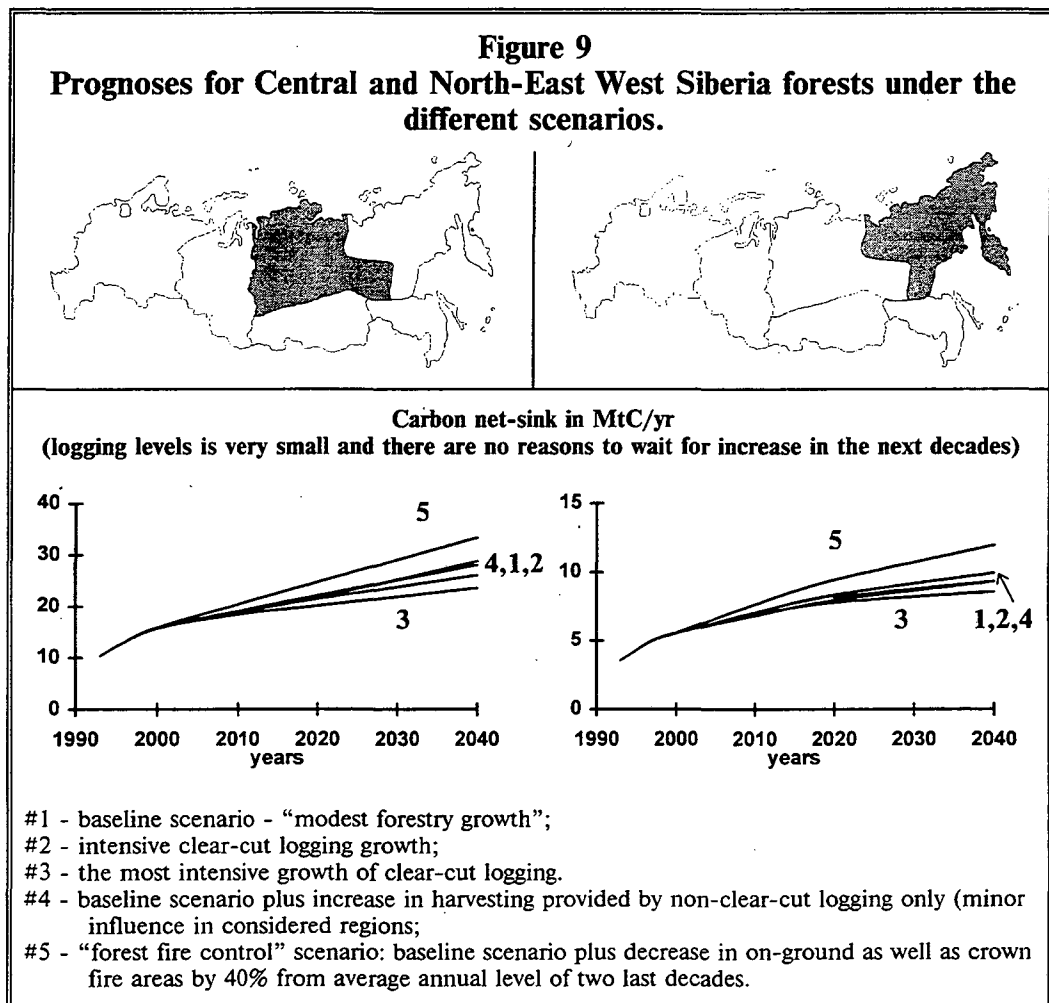 Figure 9
Prognoses for Central and North-East West Siberia forests under the
different scenarios.
Carbon net-sink in MtC/yr
(logging levels is very small and there are no reasons to wait for increase in the next decades)
40
30
20
10
0
5
4,1,2
3
1990 2000 2010 2020 2030 2040
years
15
10
5
0
5
3
1,2,4
1990 2000 2010 2020 2030 2040
years
#1 - baseline scenario - “modest forestry growth”;
#2 - intensive clear-cut logging growth;
#3 - the most intensive growth of clear-cut logging.
#4 - baseline scenario plus increase in harvesting provided by non-clear-cut logging only (minor
influence in considered regions;
#5 - “forest fire control” scenario: baseline scenario plus decrease in on-ground as well as crown
fire areas by 40% from average annual level of two last decades.